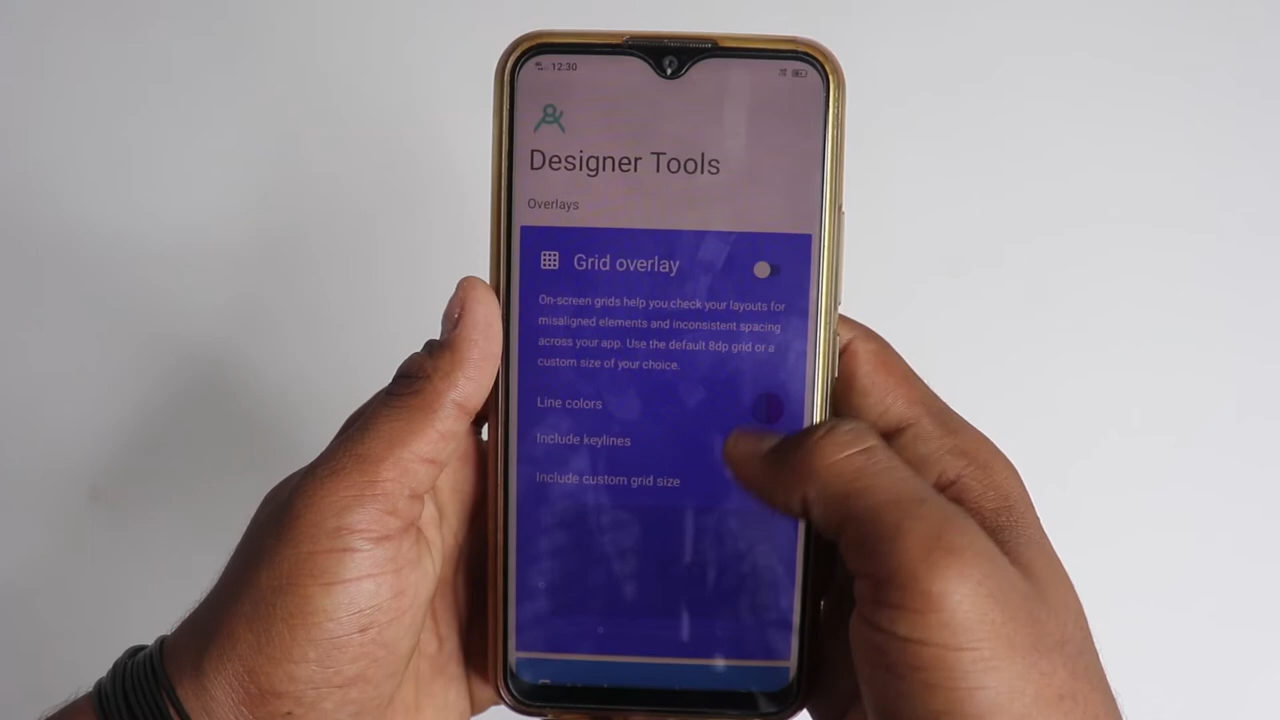 12:30
Designer Tools
Overlays
Grid overlay
On-screen grids help you check your layouts for
misaligned elements and inconsistent spacing
across your app. Use the default 8dp grid or a
custom size of your choice.
Line colors
Include keylines
Include custom grid size